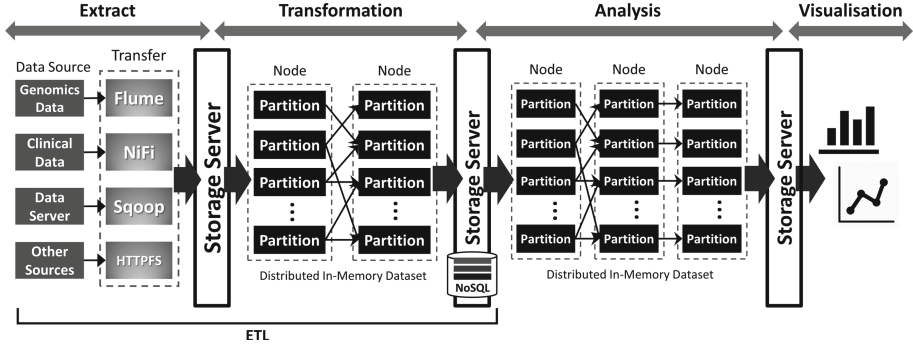 Extract
Transformation
Analysis
Visualisation
Data Source
Transfer
Genomics
Data
Flume
Clinical
Data
NiFi
Data
Server
Sqoop
Other
Sources
HTTPFS
Storage Server
Node
Node
Partition
Partition
Partition
Partition
Partition
Partition
Partition
Partition
Distributed In-Memory Dataset
Storage Server
NoSQL
Node
Node
Node
Partition
Partition
Partition
Partition
Partition
Partition
Partition
Partition
Partition
Partition
Partition
Partition
Distributed In-Memory Dataset
Storage Server
ETL